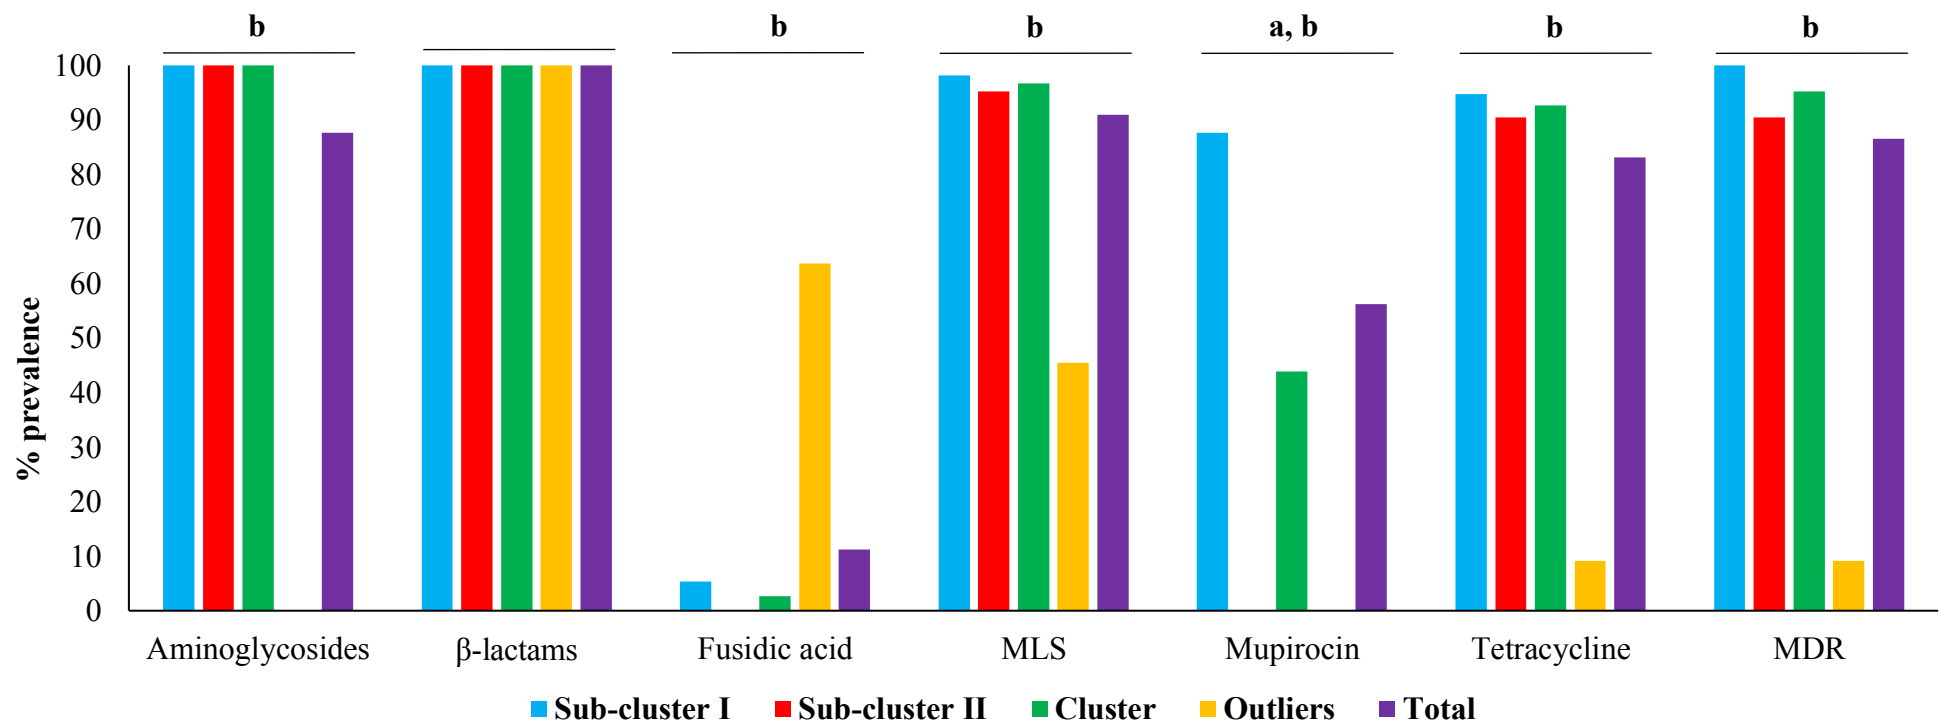 b b b a, b b b
100
90
80
70
60
50
40
30
20
10
0
% prevalence
Aminoglycosides β-lactams Fusidic acid MLS Mupirocin Tetracycline MDR
Sub-cluster I Sub-cluster II Cluster Outliers Total